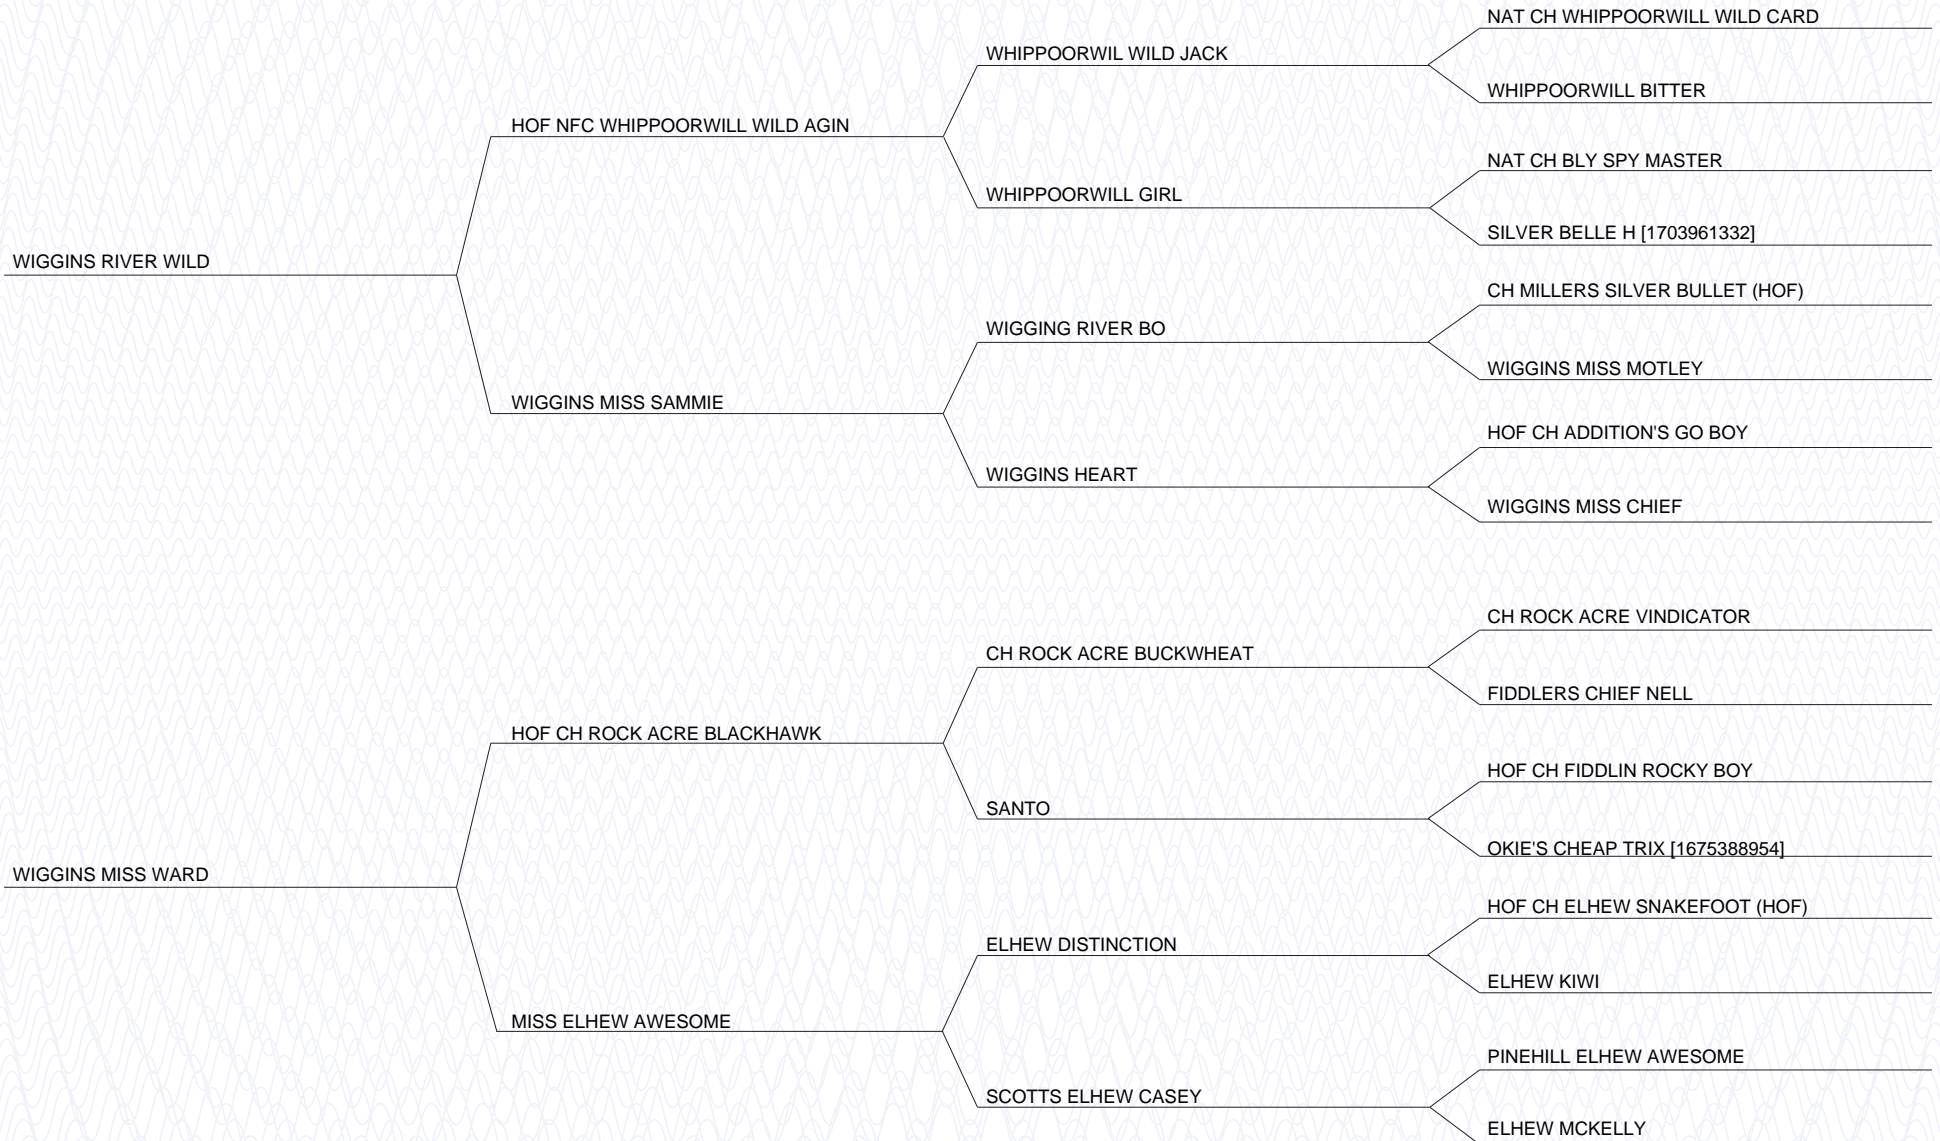 NAT CH WHIPPOORWILL WILD CARD
WHIPPOORWIL WILD JACK
WHIPPOORWILL BITTER
HOF NFC WHIPPOORWILL WILD AGIN
NAT CH BLY SPY MASTER
WHIPPOORWILL GIRL
SILVER BELLE H [1703961332]
WIGGINS RIVER WILD
CH MILLERS SILVER BULLET (HOF)
WIGGING RIVER BO
WIGGINS MISS MOTLEY
WIGGINS MISS SAMMIE
HOF CH ADDITION'S GO BOY
WIGGINS HEART
WIGGINS MISS CHIEF
CH ROCK ACRE VINDICATOR
CH ROCK ACRE BUCKWHEAT
FIDDLERS CHIEF NELL
HOF CH ROCK ACRE BLACKHAWK
HOF CH FIDDLIN ROCKY BOY
SANTO
OKIE'S CHEAP TRIX [1675388954]
WIGGINS MISS WARD
HOF CH ELHEW SNAKEFOOT (HOF)
ELHEW DISTINCTION
ELHEW KIWI
MISS ELHEW AWESOME
PINEHILL ELHEW AWESOME
SCOTTS ELHEW CASEY
ELHEW MCKELLY